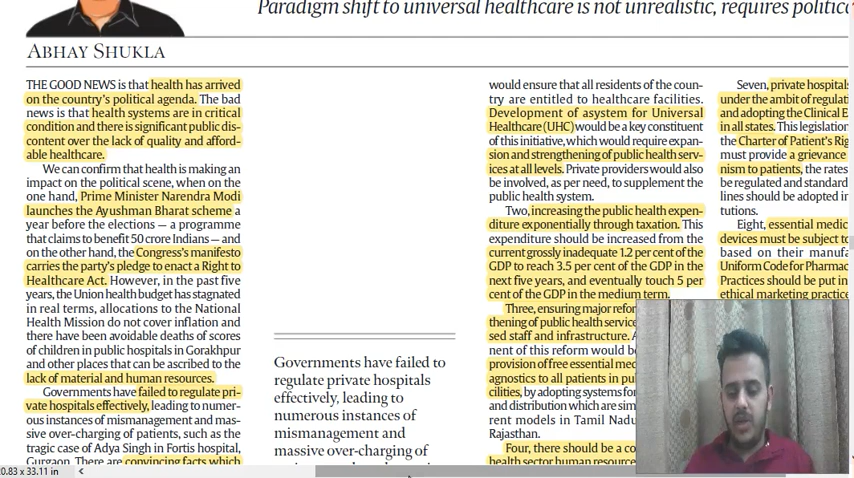 Paradigm shift to universal healthcare is not unrealistic, requires politic
ABHAY SHUKLA
THE GOOD NEWS is that health has arrived
on the country's political agenda. The bad
news is that health systems are in critical
condition and there is significant public dis-
content over the lack of quality and afford-
able healthcare.
We can confirm that health is making an
impact on the political scene, when on the
one hand, Prime Minister Narendra Modi
launches the Ayushman Bharat scheme a
year before the elections — a programme
that claims to benefit 50 crore Indians — and
on the other hand, the Congress's manifesto
carries the party's pledge to enact a Right to
Healthcare Act. However, in the past five
years, the Union health budget has stagnated
in real terms, allocations to the National
Health Mission do not cover inflation and
there have been avoidable deaths of scores
of children in public hospitals in Gorakhpur
and other places that can be ascribed to the
lack of material and human resources.
Governments have failed to regulate pri-
vate hospitals effectively, leading to numer-
ous instances of mismanagement and mas-
sive over-charging of patients, such as the
tragic case of Adya Singh in Fortis hospital,
Gurgaon. There are convincing facts which
Governments have failed to
regulate private hospitals
effectively, leading to
numerous instances of
mismanagement and
massive over-charging of
would ensure that all residents of the coun-
try are entitled to healthcare facilities.
Development of asystem for Universal
Healthcare (UHC) would be a key constituent
of this initiative, which would require expan-
sion and strengthening of public health serv-
ices at all levels. Private providers would also
be involved, as per need, to supplement the
public health system.
Two, increasing the public health expen-
diture exponentially through taxation. This
expenditure should be increased from the
current grossly inadequate 1.2 per cent of the
GDP to reach 3.5 per cent of the GDP in the
next five years, and eventually touch 5 per
cent of the GDP in the medium term.
Three, ensuring major refor
thening of public health service
sed staff and infrastructure.
nent of this reform would b
provision of free essential med
agnostics to all patients in pu
cilities, by adopting systems for
and distribution which are sim
rent models in Tamil Nadu
Rajasthan.
Four, there should be a co
health sector human resource
Seven, private hospitals
under the ambit of regulati
and adopting the Clinical E
in all states. This legislation
the Charter of Patient's Rig
must provide a grievance
nism to patients, the rates
be regulated and standard
lines should be adopted in
tutions.
Eight, essential medic
devices must be subject to
based on their manufa
Uniform Code for Pharmac
Practices should be put in
ethical marketing practice
0.83 x 33.11 in